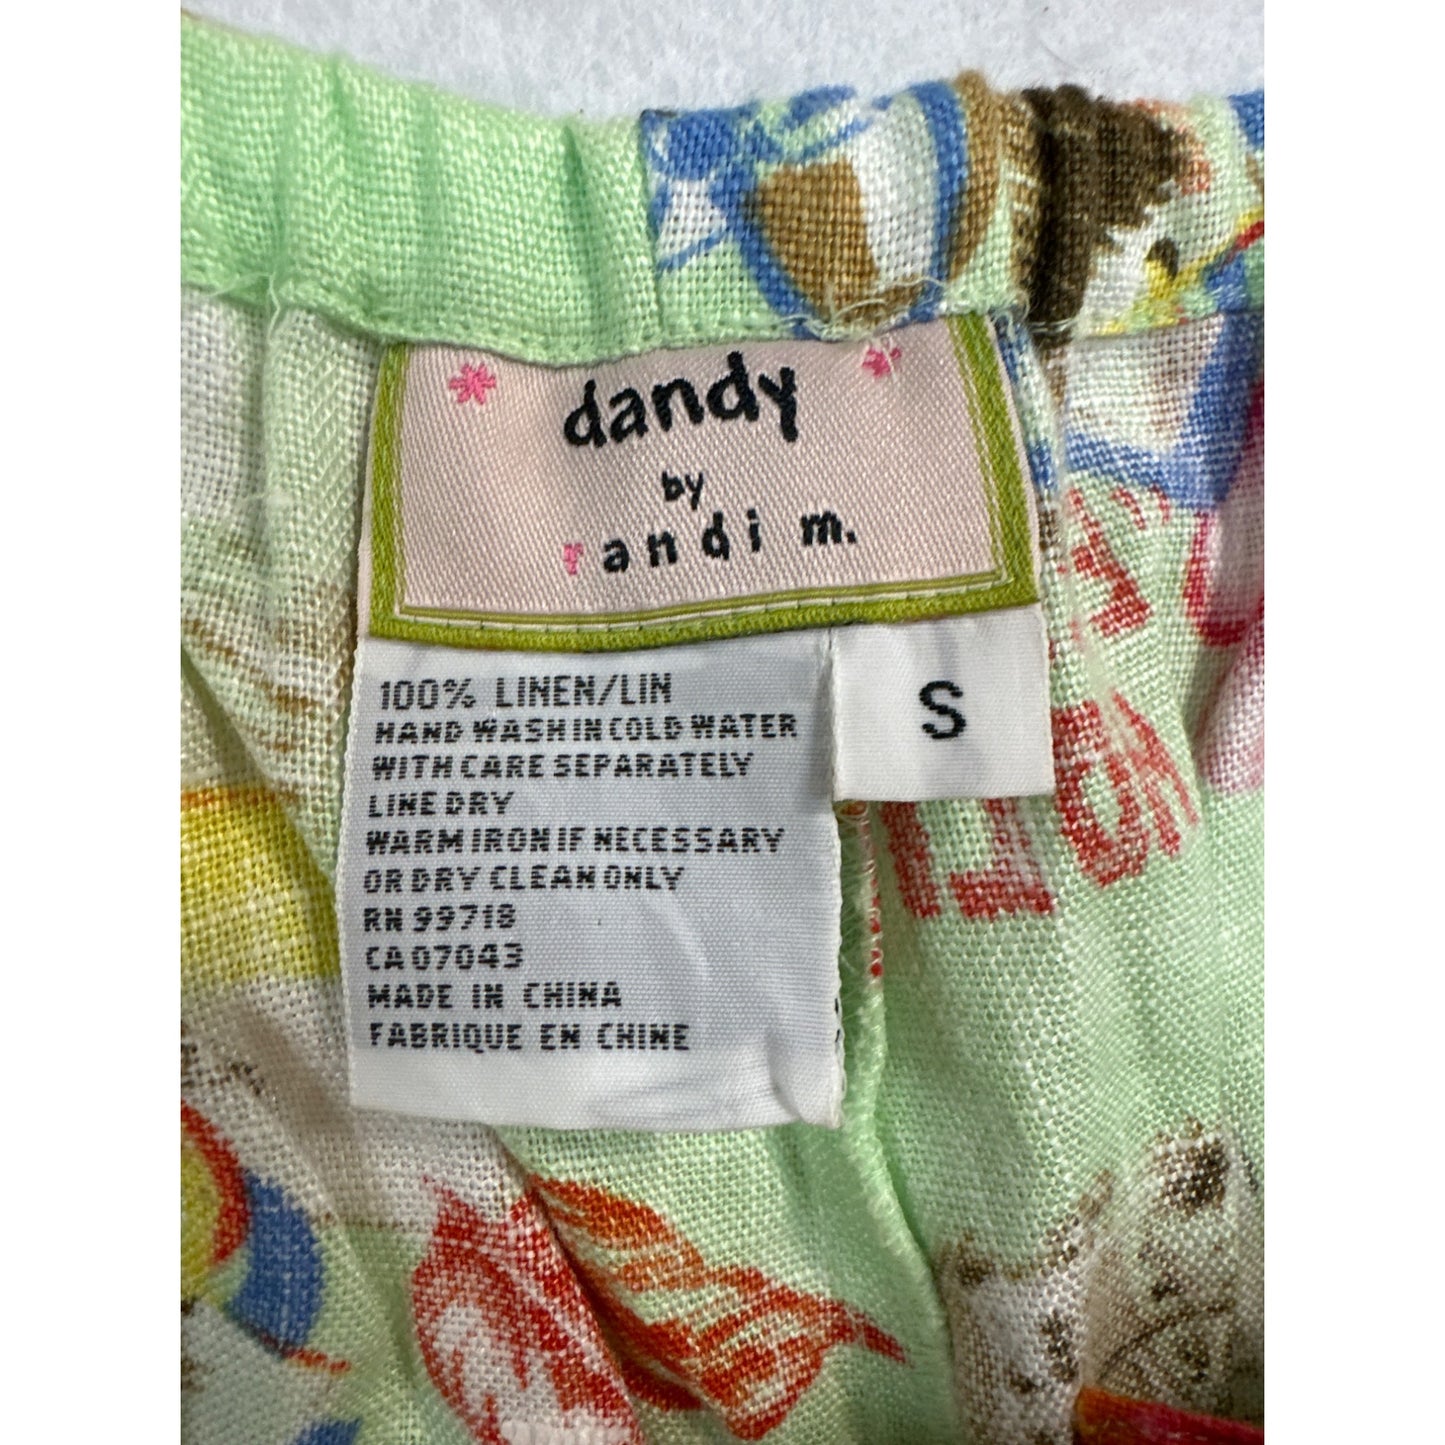 dandy
by
randi m.
100% LINEN/LIN
HAND WASH IN COLD WATER
WITH CARE SEPARATELY
LINE DRY
WARM IRON IF NECESSARY
OR DRY CLEAN ONLY
RN 99718
CA 07043
MADE IN CHINA
FABRIQUE EN CHINE
S